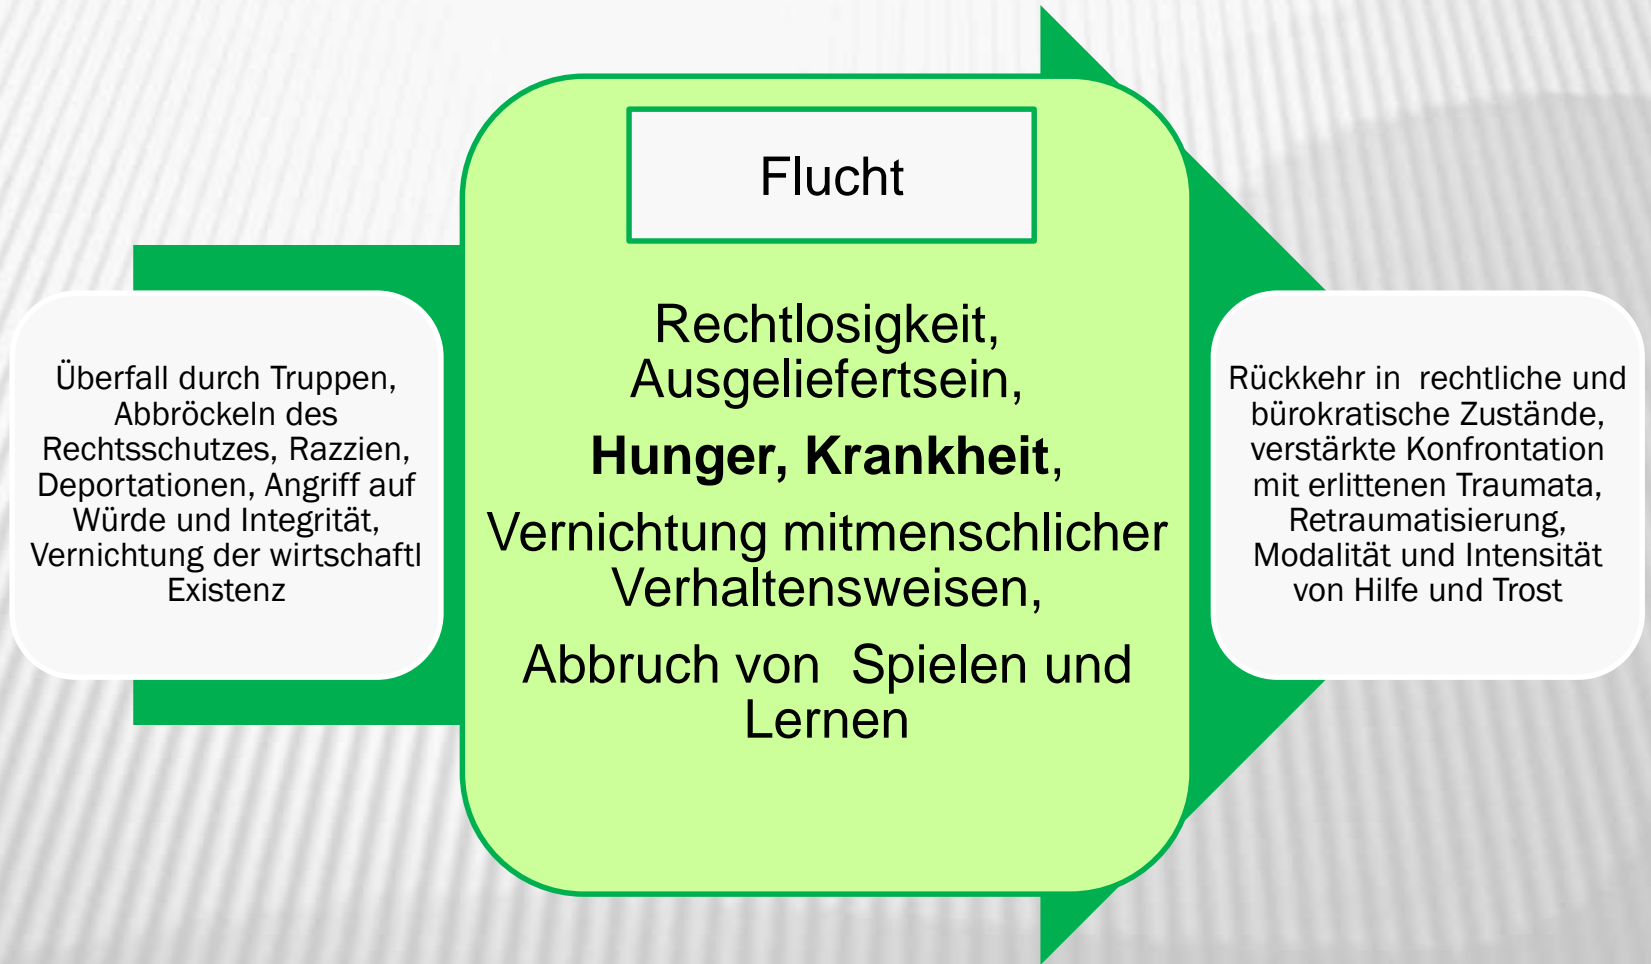 Überfall durch Truppen,
Abbröckeln des
Rechtsschutzes, Razzien,
Deportationen, Angriff auf
Würde und Integrität,
Vernichtung der wirtschaftl
Existenz
Flucht
Rechtlosigkeit,
Ausgeliefertsein,
Hunger, Krankheit,
Vernichtung mitmenschlicher
Verhaltensweisen,
Abbruch von  Spielen und
Lernen
Rückkehr in  rechtliche und
bürokratische Zustände,
verstärkte Konfrontation
mit erlittenen Traumata,
Retraumatisierung,
Modalität und Intensität
von Hilfe und Trost